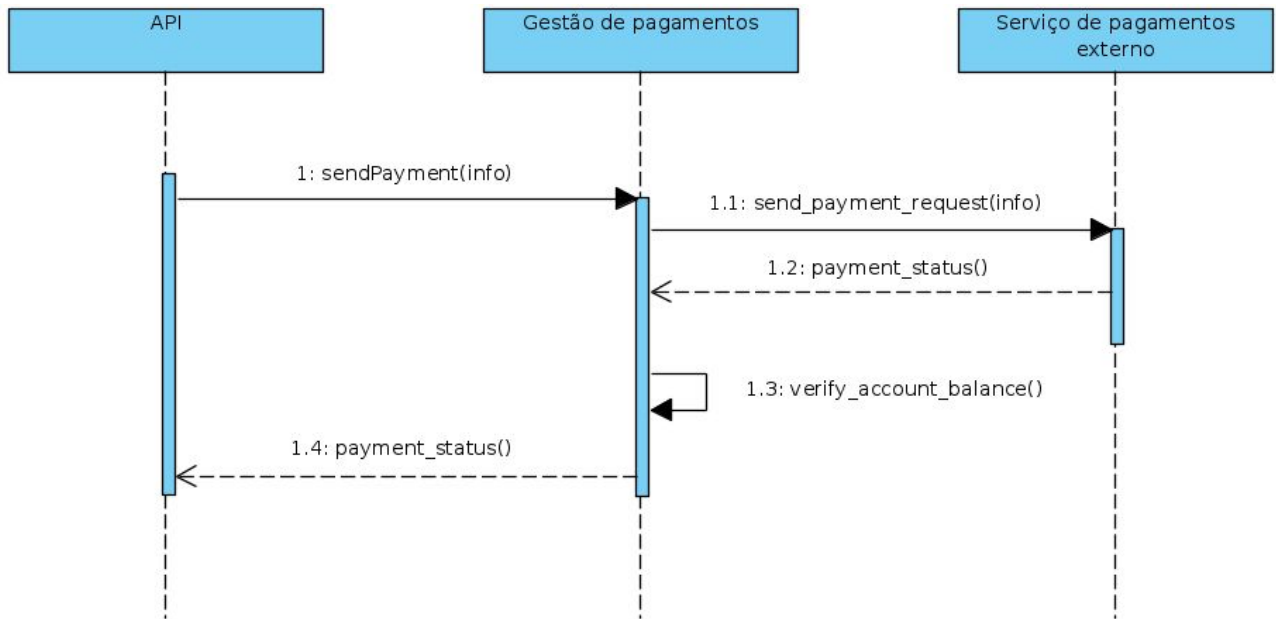 API
Gestão de pagamentos
Serviço de pagamentos
externo
1: sendPayment(info)
1.1: send_payment_request(info)
1.2: payment_status()
1.3: verify_account_balance()
1.4: payment_status()